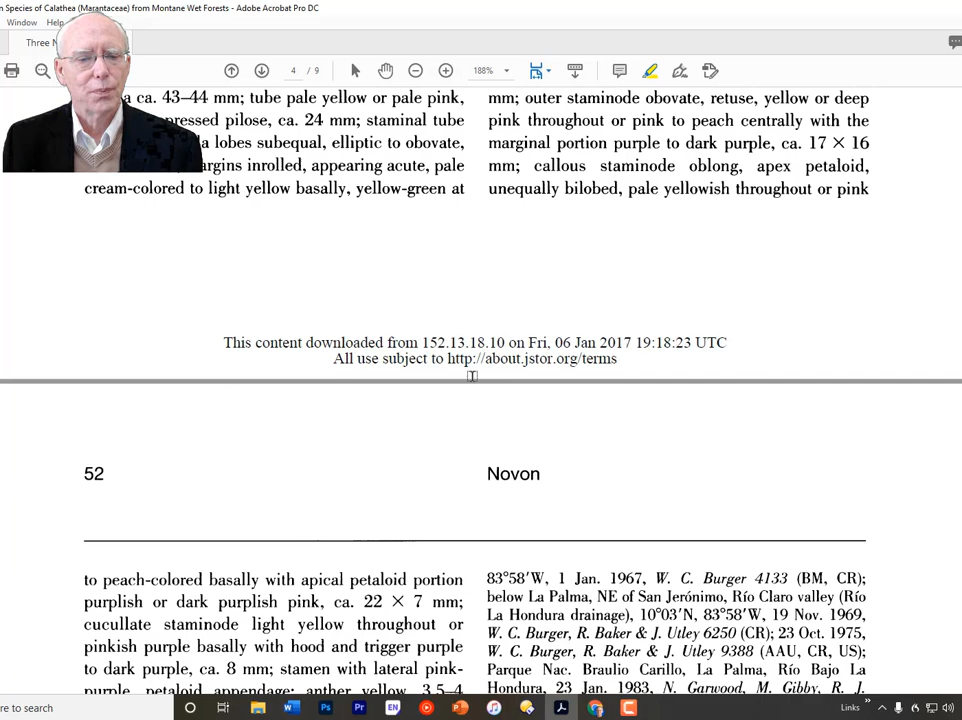 n Species of Calathea (Marantaceae) from Montane Wet Forests - Adobe Acrobat Pro DC
Window Help
Three N
4 / 9
188%
a ca. 43–44 mm; tube pale yellow or pale pink,
pressed pilose, ca. 24 mm; staminal tube
la lobes subequal, elliptic to obovate,
argins inrolled, appearing acute, pale
cream-colored to light yellow basally, yellow-green at
mm; outer staminode obovate, retuse, yellow or deep
pink throughout or pink to peach centrally with the
marginal portion purple to dark purple, ca. 17 × 16
mm; callous staminode oblong, apex petaloid,
unequally bilobed, pale yellowish throughout or pink
This content downloaded from 152.13.18.10 on Fri, 06 Jan 2017 19:18:23 UTC
All use subject to http://about.jstor.org/terms
52
Novon
to peach-colored basally with apical petaloid portion
purplish or dark purplish pink, ca. 22 × 7 mm;
cucullate staminode light yellow throughout or
pinkish purple basally with hood and trigger purple
to dark purple, ca. 8 mm; stamen with lateral pink-
purple, petaloid appendage; anther yellow, 3.5–4
83°58′W, 1 Jan. 1967, W. C. Burger 4133 (BM, CR);
below La Palma, NE of San Jerónimo, Río Claro valley (Río
La Hondura drainage), 10°03′N, 83°58′W, 19 Nov. 1969,
W. C. Burger, R. Baker & J. Utley 6250 (CR); 23 Oct. 1975,
W. C. Burger, R. Baker & J. Utley 9388 (AAU, CR, US);
Parque Nac. Braulio Carillo, La Palma, Río Bajo La
Hondura, 23 Jan. 1983, N. Garwood, M. Gibby, R. J.
re to search
Links